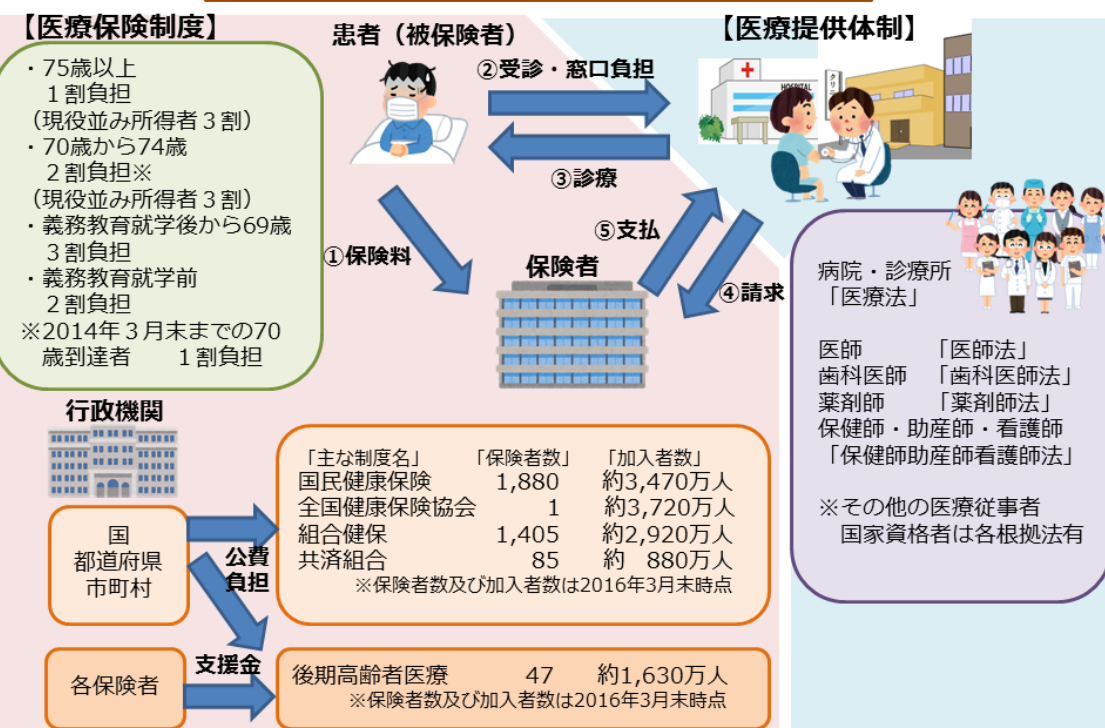 【医療保険制度】
・75歳以上
１割負担
（現役並み所得者３割）
・70歳から74歳
２割負担※
（現役並み所得者３割）
・義務教育就学後から69歳
３割負担
・義務教育就学前
２割負担
※2014年３月末までの70
歳到達者　１割負担
患者（被保険者）
②受診・窓口負担
③診療
①保険料
⑤支払
④請求
保険者
【医療提供体制】
HOSPITAL
クリニ
病院・診療所
「医療法」
医師　「医師法」
歯科医師　「歯科医師法」
薬剤師　「薬剤師法」
保健師・助産師・看護師
「保健師助産師看護師法」
※その他の医療従事者
国家資格者は各根拠法有
行政機関
国
都道府県
市町村
公費
負担
「主な制度名」　「保険者数」　「加入者数」
国民健康保険　1,880　約3,470万人
全国健康保険協会　1　約3,720万人
組合健保　1,405　約2,920万人
共済組合　85　約　880万人
※保険者数及び加入者数は2016年3月末時点
各保険者
支援金
後期高齢者医療　47　約1,630万人
※保険者数及び加入者数は2016年3月末時点